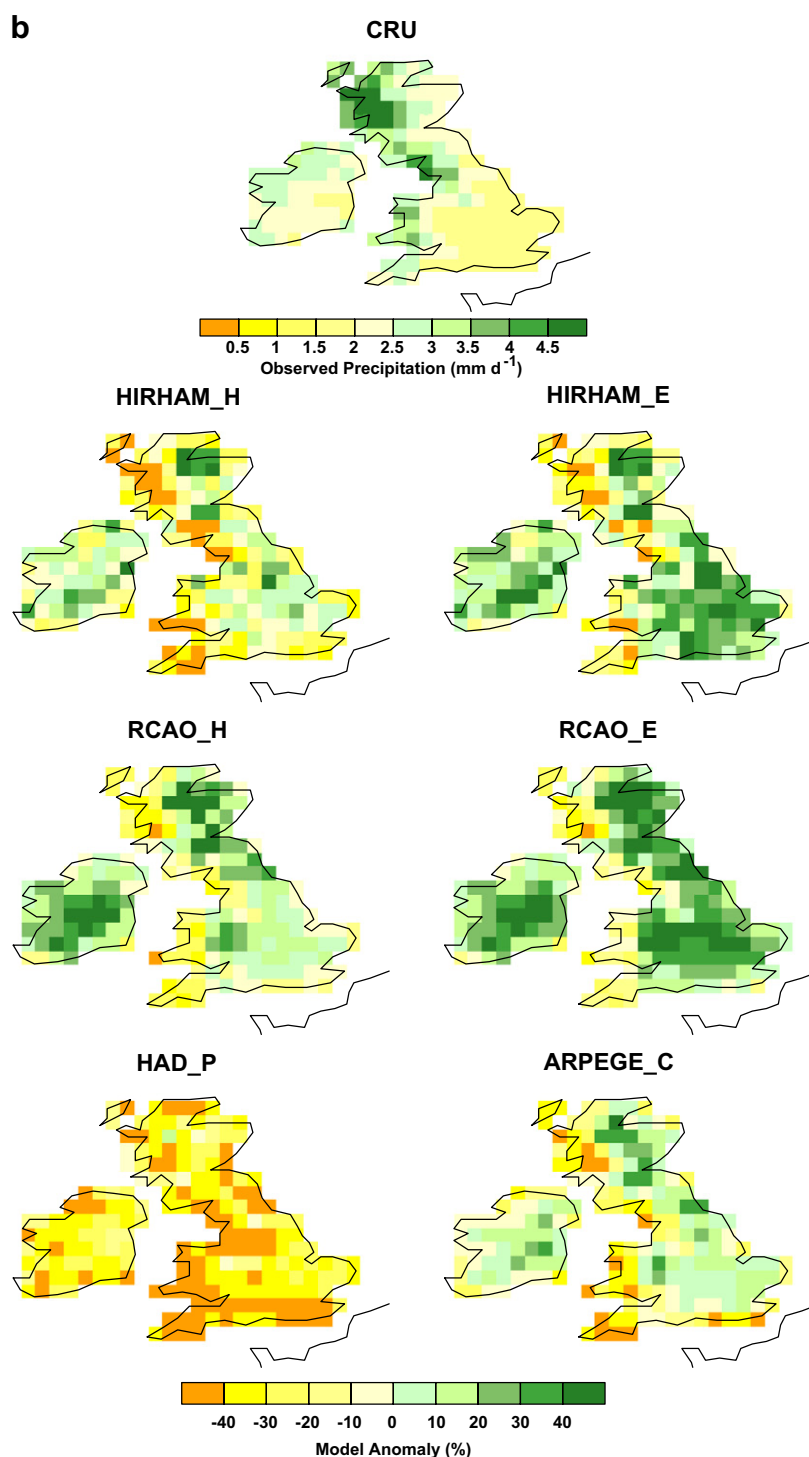 b
CRU
0.5 1 1.5 2 2.5 3 3.5 4 4.5
Observed Precipitation (mm d-1)
HIRHAM_H HIRHAM_E
RCAO_H RCAO_E
HAD_P ARPEGE_C
-40 -30 -20 -10 0 10 20 30 40
Model Anomaly (%)